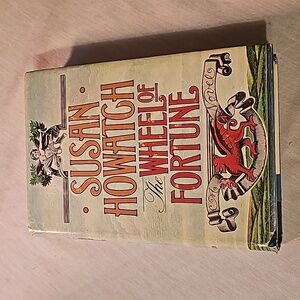 · SUSAN ·
HOWATCH
The WHEEL OF
FORTUNE